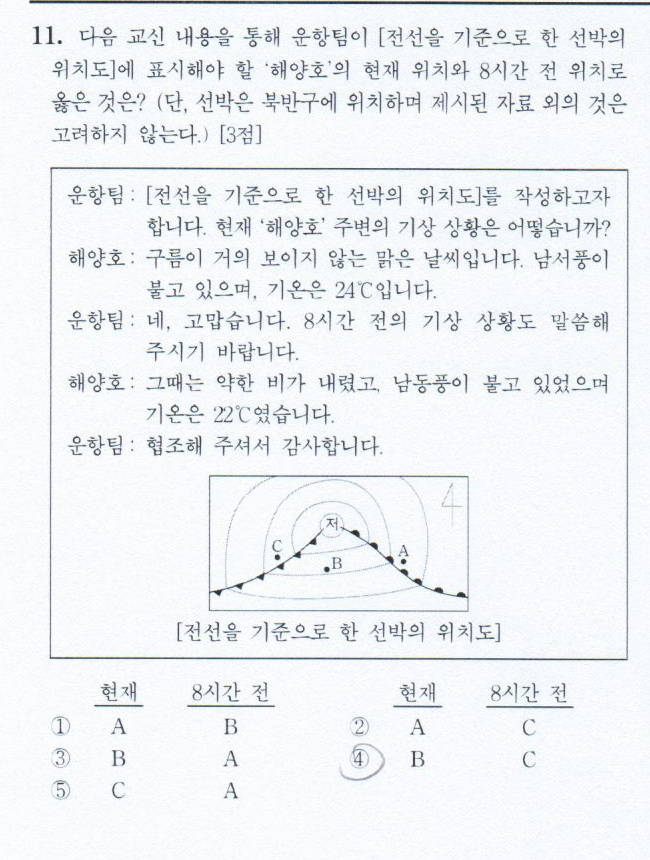 11. 다음 교신 내용을 통해 운항팀이 [전선을 기준으로 한 선박의
위치도]에 표시해야 할 '해양호'의 현재 위치와 8시간 전 위치로
옳은 것은? (단, 선박은 북반구에 위치하며 제시된 자료 외의 것은
고려하지 않는다.) [3점]
운항팀 : [전선을 기준으로 한 선박의 위치도]를 작성하고자
합니다. 현재 '해양호' 주변의 기상 상황은 어떻습니까?
해양호 : 구름이 거의 보이지 않는 맑은 날씨입니다. 남서풍이
불고 있으며, 기온은 24℃입니다.
운항팀 : 네, 고맙습니다. 8시간 전의 기상 상황도 말씀해
주시기 바랍니다.
해양호 : 그때는 약한 비가 내렸고, 남동풍이 불고 있었으며
기온은 22℃였습니다.
운항팀 : 협조해 주셔서 감사합니다.
4
저
C
A
B
[전선을 기준으로 한 선박의 위치도]
현재 8시간 전 현재 8시간 전
① A B ② A C
③ B A ④ B C
⑤ C A